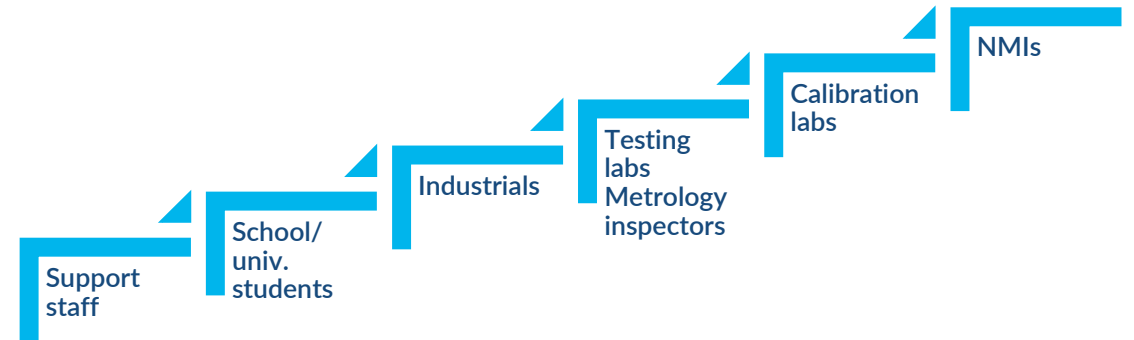 Support
staff
School/
univ.
students
Industrials
Testing
labs
Metrology
inspectors
Calibration
labs
NMIs